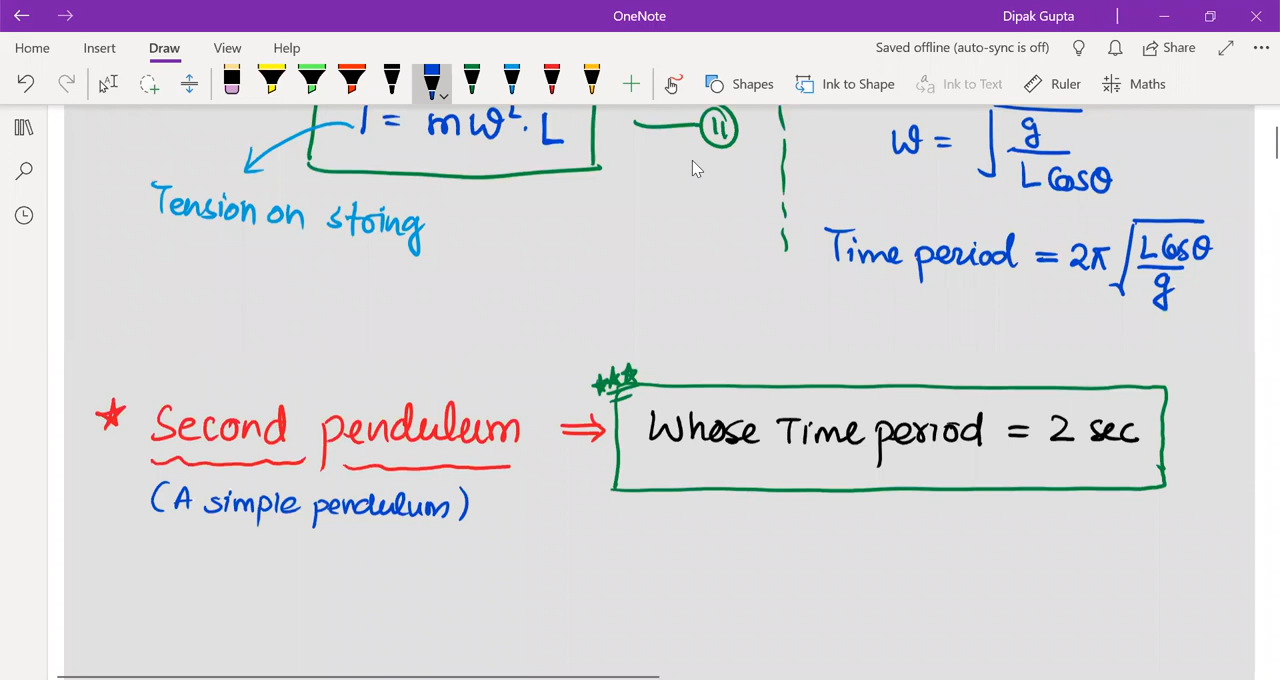 OneNote
Dipak Gupta
Home Insert Draw View Help
Saved offline (auto-sync is off) Share
Shapes Ink to Shape Ink to Text Ruler Maths
T = mω². L
11
ω = √g/LCosθ
Tension on string
Time period = 2π √LCosθ/g
* Second pendulum ⇒ Whose Time period = 2 sec
(A simple pendulum)